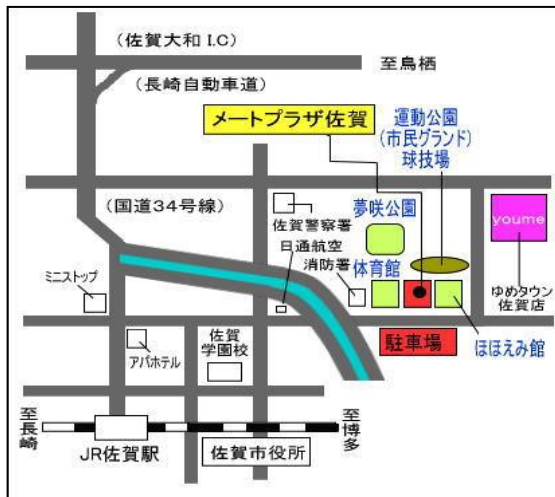 (佐賀大和 I.C)
至鳥栖
(長崎自動車道)
メートプラザ佐賀
運動公園
(市民グランド)
球技場
(国道34号線)
佐賀警察署
夢咲公園
youme
日通航空
消防署
体育館
ゆめタウン
佐賀店
ミニストップ
アパホテル
佐賀
学園校
駐車場
ほほえみ館
至長崎
JR佐賀駅
佐賀市役所
至博多